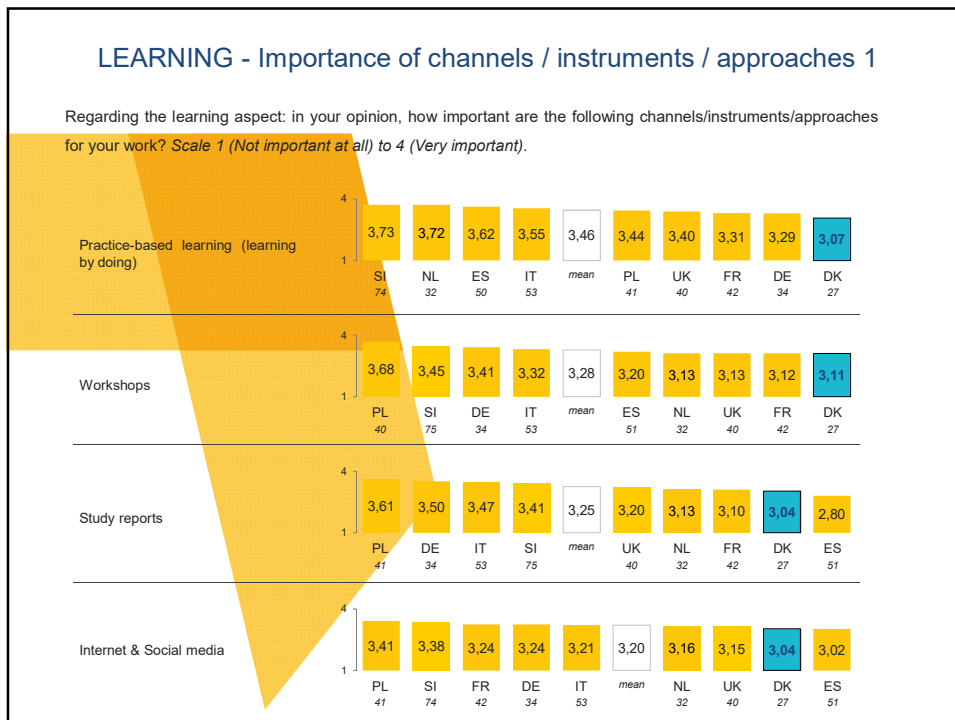 LEARNING - Importance of channels / instruments / approaches 1
Regarding the learning aspect: in your opinion, how important are the following channels/instruments/approaches
for your work? Scale 1 (Not important at all) to 4 (Very important).
Practice-based learning (learning
by doing)
4
1
3,73 3,72 3,62 3,55 3,46 3,44 3,40 3,31 3,29 3,07
SI NL ES IT mean PL UK FR DE DK
74 32 50 53 41 40 42 34 27
Workshops
4
1
3,68 3,45 3,41 3,32 3,28 3,20 3,13 3,13 3,12 3,11
PL SI DE IT mean ES NL UK FR DK
40 75 34 53 51 32 40 42 27
Study reports
4
1
3,61 3,50 3,47 3,41 3,25 3,20 3,13 3,10 3,04 2,80
PL DE IT SI mean UK NL FR DK ES
41 34 53 75 40 32 42 27 51
Internet & Social media
4
1
3,41 3,38 3,24 3,24 3,21 3,20 3,16 3,15 3,04 3,02
PL SI FR DE IT mean NL UK DK ES
41 74 42 34 53 32 40 27 51